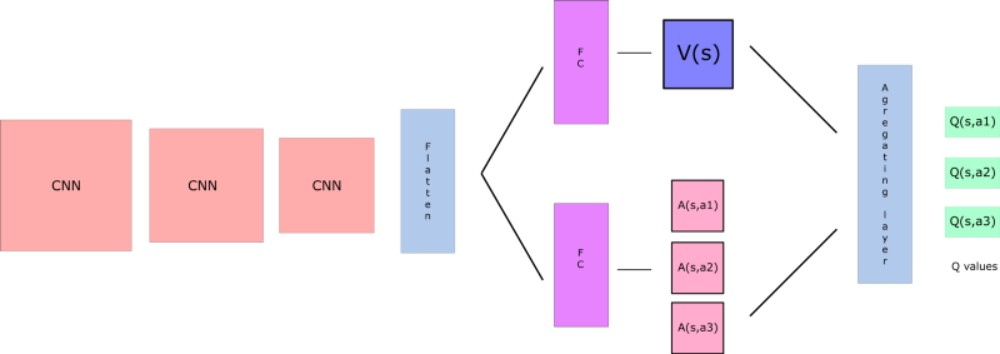 CNN
CNN
CNN
Flatten
FC
V(s)
FC
A(s,a1)
A(s,a2)
A(s,a3)
Agregating layer
Q(s,a1)
Q(s,a2)
Q(s,a3)
Q values